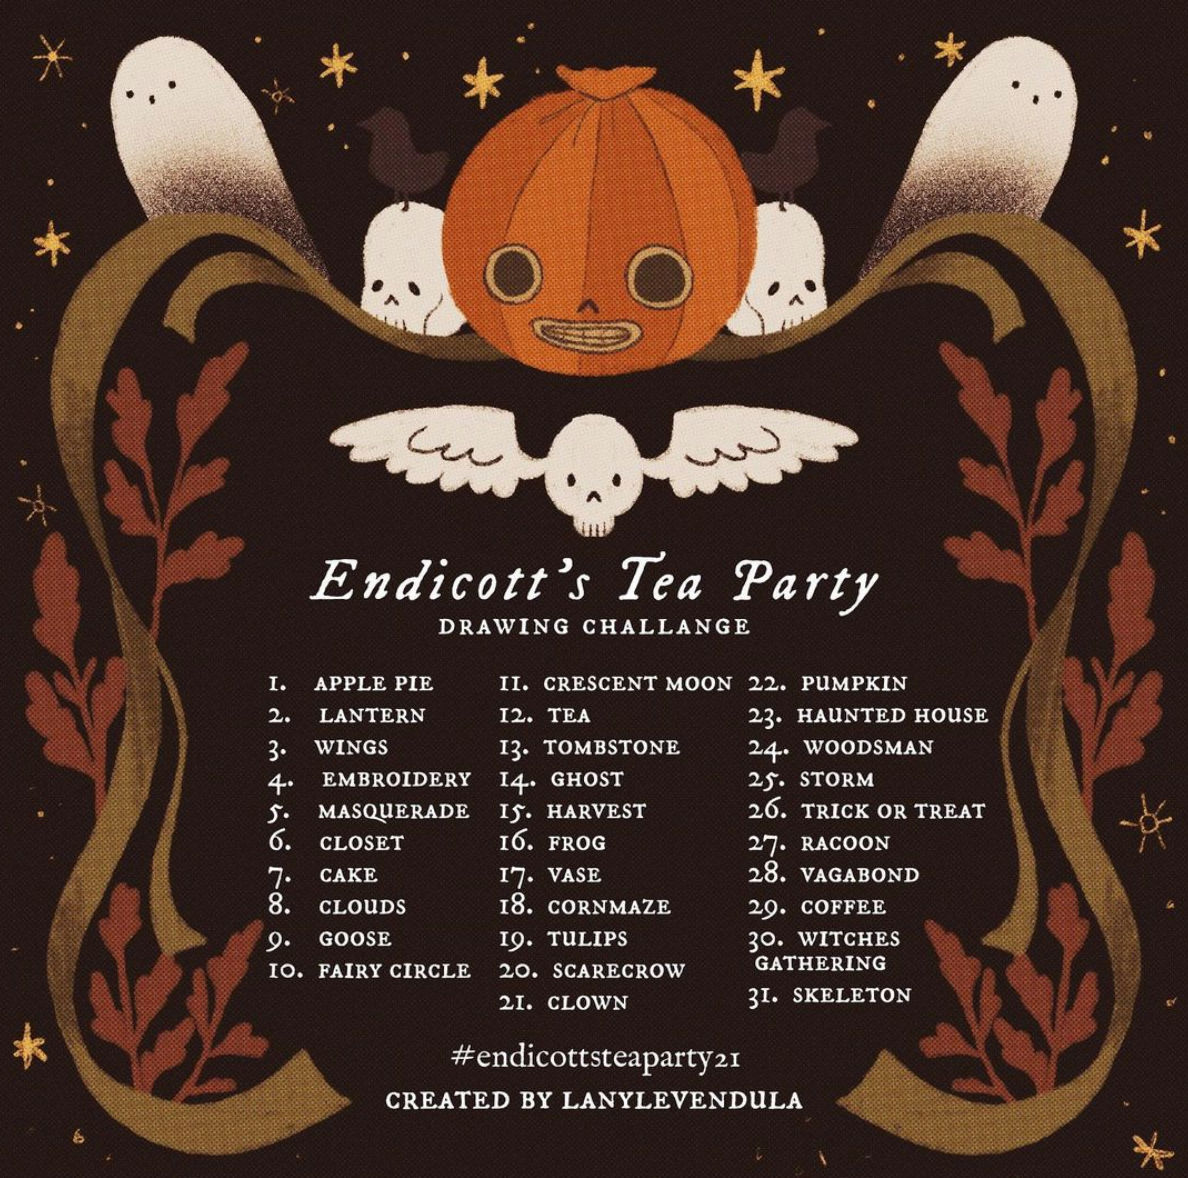 Endicott's Tea Party
DRAWING CHALLANGE
1. APPLE PIE
2. LANTERN
3. WINGS
4. EMBROIDERY
5. MASQUERADE
6. CLOSET
7. CAKE
8. CLOUDS
9. GOOSE
10. FAIRY CIRCLE
11. CRESCENT MOON
12. TEA
13. TOMBSTONE
14. GHOST
15. HARVEST
16. FROG
17. VASE
18. CORNMAZE
19. TULIPS
20. SCARECROW
21. CLOWN
22. PUMPKIN
23. HAUNTED HOUSE
24. WOODSMAN
25. STORM
26. TRICK OR TREAT
27. RACOON
28. VAGABOND
29. COFFEE
30. WITCHES
GATHERING
31. SKELETON
#endicottsteaparty21
CREATED BY LANYLEVENDULA